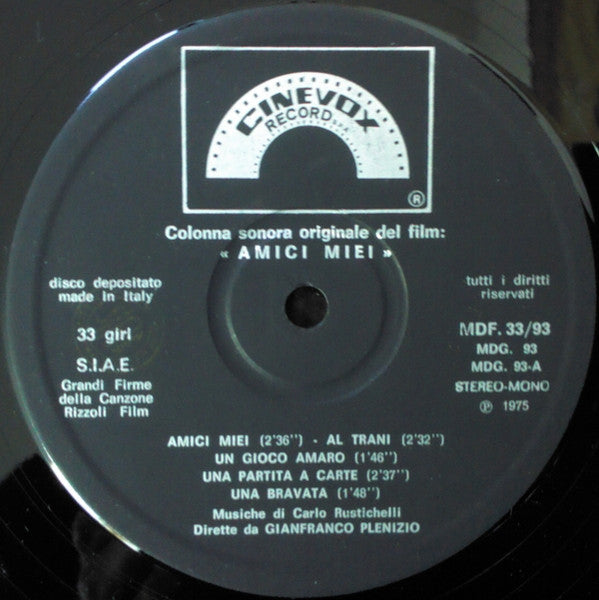 CINEVOX
RECORD S.P.A.
®
Colonna sonora originale del film:
« AMICI MIEI »
disco depositato
made in Italy
tutti i diritti
riservati
33 giri
S.I.A.E.
Grandi Firme
della Canzone
Rizzoli Film
MDF. 33/93
MDG. 93
MDG. 93-A
STEREO-MONO
℗ 1975
AMICI MIEI (2'36'') - AL TRANI (2'32'')
UN GIOCO AMARO (1'46'')
UNA PARTITA A CARTE (2'37'')
UNA BRAVATA (1'48'')
Musiche di Carlo Rustichelli
Dirette da GIANFRANCO PLENIZIO